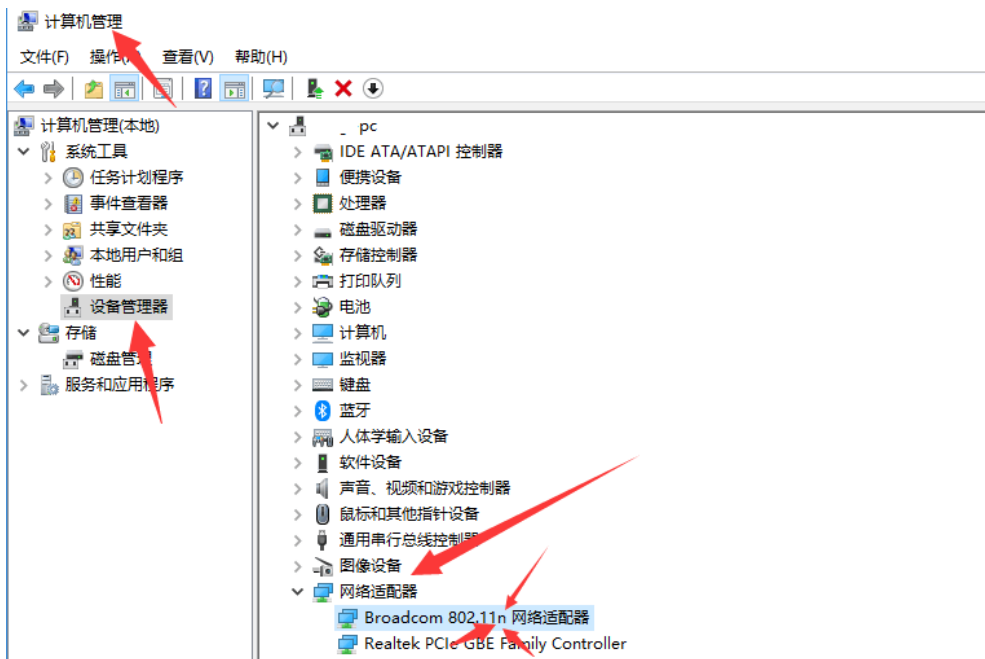 计算机管理
文件(F) 查看(V) 帮助(H)
计算机管理(本地)
系统工具
任务计划程序
事件查看器
共享文件夹
本地用户和组
性能
设备管理器
存储
磁盘管理
服务和应用程序
_ pc
IDE ATA/ATAPI 控制器
便携设备
处理器
磁盘驱动器
存储控制器
打印队列
电池
计算机
监视器
键盘
蓝牙
人体学输入设备
软件设备
声音、视频和游戏控制器
鼠标和其他指针设备
通用串行总线控制器
图像设备
网络适配器
Broadcom 802.11n 网络适配器
Realtek PCIe GBE Family Controller